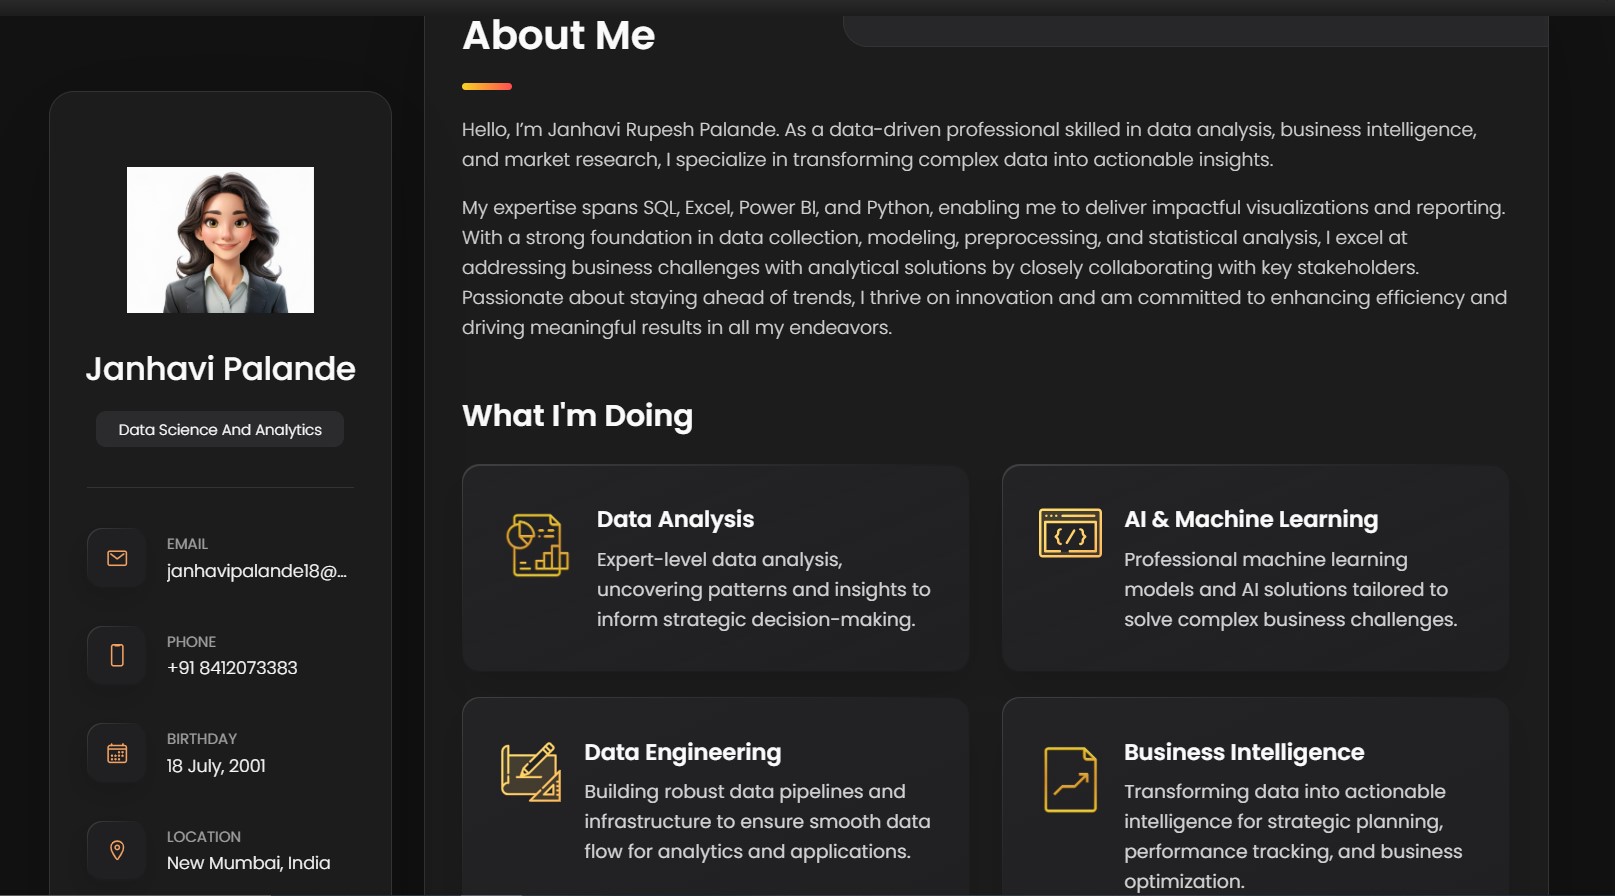 Janhavi Palande
Data Science And Analytics
EMAIL
janhavipalande18@...
PHONE
+91 8412073383
BIRTHDAY
18 July, 2001
LOCATION
New Mumbai, India
About Me
Hello, I'm Janhavi Rupesh Palande. As a data-driven professional skilled in data analysis, business intelligence,
and market research, I specialize in transforming complex data into actionable insights.
My expertise spans SQL, Excel, Power BI, and Python, enabling me to deliver impactful visualizations and reporting.
With a strong foundation in data collection, modeling, preprocessing, and statistical analysis, I excel at
addressing business challenges with analytical solutions by closely collaborating with key stakeholders.
Passionate about staying ahead of trends, I thrive on innovation and am committed to enhancing efficiency and
driving meaningful results in all my endeavors.
What I'm Doing
Data Analysis
Expert-level data analysis,
uncovering patterns and insights to
inform strategic decision-making.
AI & Machine Learning
Professional machine learning
models and AI solutions tailored to
solve complex business challenges.
Data Engineering
Building robust data pipelines and
infrastructure to ensure smooth data
flow for analytics and applications.
Business Intelligence
Transforming data into actionable
intelligence for strategic planning,
performance tracking, and business
optimization.